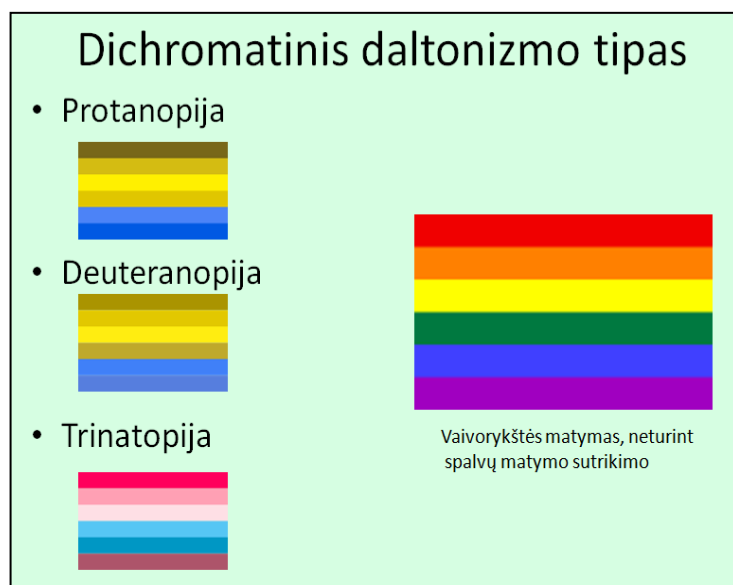 Dichromatinis daltonizmo tipas
• Protanopija
• Deuteranopija
• Trinatopija
Vaivorykštės matymas, neturint
spalvų matymo sutrikimo